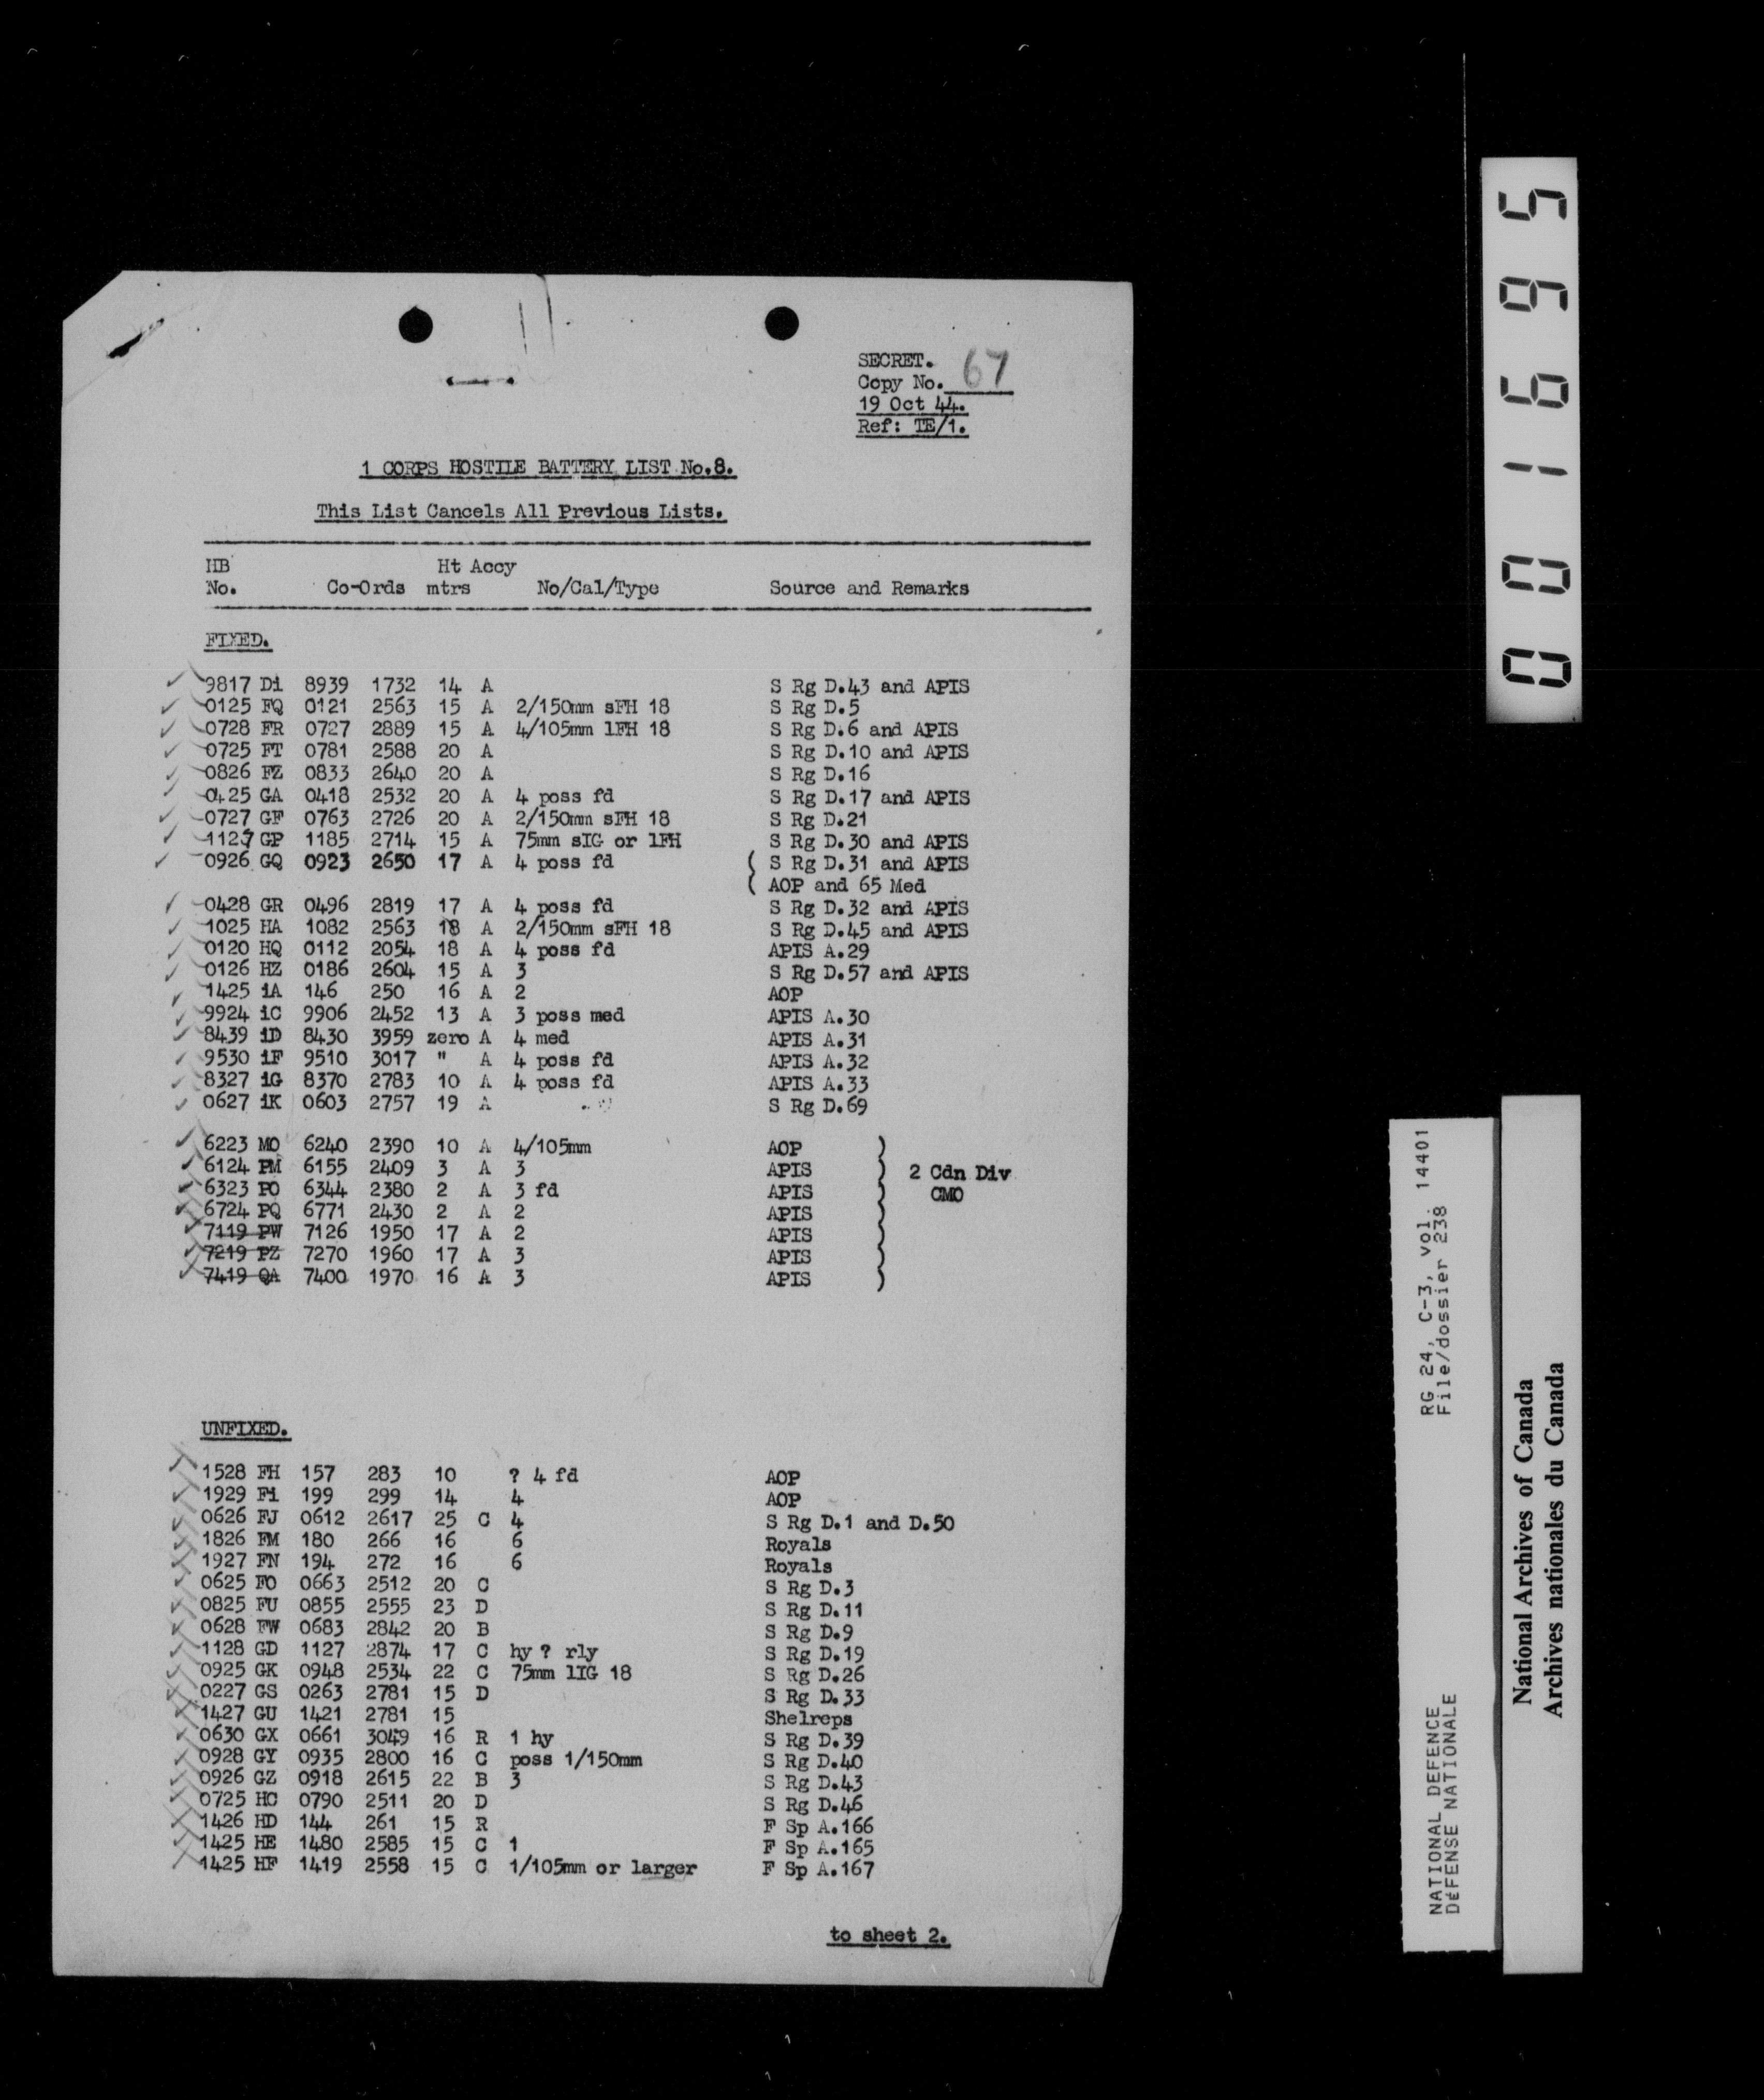 SECRET.
Copy No. 67
19 Oct 44.
Ref: TE/1.
1 CORPS HOSTILE BATTERY LIST No.8.
This List Cancels All Previous Lists.
HB Ht Accy
No. Co-Ords mtrs No/Cal/Type Source and Remarks
FIXED.
9817 Di 8939 1732 14 A S Rg D.43 and APIS
0125 FQ 0121 2563 15 A 2/150mm sFH 18 S Rg D.5
0728 FR 0727 2889 15 A 4/105mm lFH 18 S Rg D.6 and APIS
0725 FT 0781 2588 20 A S Rg D.10 and APIS
0826 FZ 0833 2640 20 A S Rg D.16
0425 GA 0418 2532 20 A 4 poss fd S Rg D.17 and APIS
0727 GF 0763 2726 20 A 2/150mm sFH 18 S Rg D.21
1127 GP 1185 2714 15 A 75mm sIG or lFH S Rg D.30 and APIS
0926 GQ 0923 2650 17 A 4 poss fd ( S Rg D.31 and APIS
( AOP and 65 Med
0428 GR 0496 2819 17 A 4 poss fd S Rg D.32 and APIS
1025 HA 1082 2563 18 A 2/150mm sFH 18 S Rg D.45 and APIS
0120 HQ 0112 2054 18 A 4 poss fd APIS A.29
0126 HZ 0186 2604 15 A 3 S Rg D.57 and APIS
1425 iA 146 250 16 A 2 AOP
9924 iC 9906 2452 13 A 3 poss med APIS A.30
8439 iD 8430 3959 zero A 4 med APIS A.31
9530 iF 9510 3017 " A 4 poss fd APIS A.32
8327 iG 8370 2783 10 A 4 poss fd APIS A.33
0627 iK 0603 2757 19 A S Rg D.69
6223 MO 6240 2390 10 A 4/105mm AOP )
6124 PM 6155 2409 3 A 3 APIS ) 2 Cdn Div
6323 PO 6344 2380 2 A 3 fd APIS ) CMO
6724 PQ 6771 2430 2 A 2 APIS )
7119 PW 7126 1950 17 A 2 APIS )
7219 PZ 7270 1960 17 A 3 APIS )
7419 QA 7400 1970 16 A 3 APIS )
UNFIXED.
1528 FH 157 283 10 ? 4 fd AOP
1929 Fi 199 299 14 4 AOP
0626 FJ 0612 2617 25 C 4 S Rg D.1 and D.50
1826 FM 180 266 16 6 Royals
1927 FN 194 272 16 6 Royals
0625 FO 0663 2512 20 C S Rg D.3
0825 FU 0855 2555 23 D S Rg D.11
0628 FW 0683 2842 20 B S Rg D.9
1128 GD 1127 2874 17 C hy ? rly S Rg D.19
0925 GK 0948 2534 22 C 75mm lIG 18 S Rg D.26
0227 GS 0263 2781 15 D S Rg D.33
1427 GU 1421 2781 15 Shelreps
0630 GX 0661 3049 16 R 1 hy S Rg D.39
0928 GY 0935 2800 16 C poss 1/150mm S Rg D.40
0926 GZ 0918 2615 22 B 3 S Rg D.43
0725 HC 0790 2511 20 D S Rg D.46
1426 HD 144 261 15 R F Sp A.166
1425 HE 1480 2585 15 C 1 F Sp A.165
1425 HF 1419 2558 15 C 1/105mm or larger F Sp A.167
to sheet 2.
001695
RG 24, C-3, vol. 14401
File/dossier 238
NATIONAL DEFENCE
DéFENSE NATIONALE
National Archives of Canada
Archives nationales du Canada